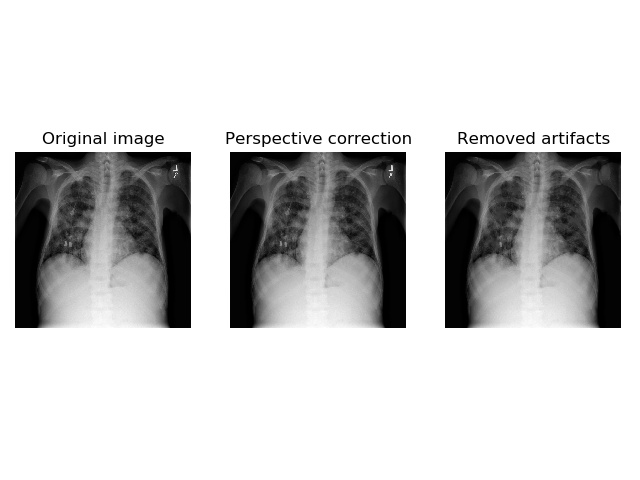 Original image
Perspective correction
Removed artifacts